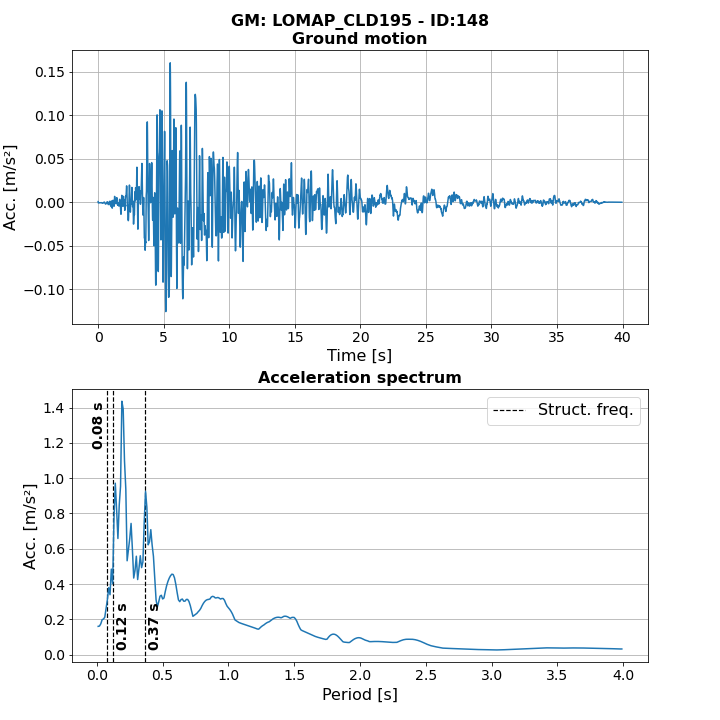 GM: LOMAP_CLD195 - ID:148
Ground motion
0.15
0.10
0.05
0.00
−0.05
−0.10
Acc. [m/s²]
0 5 10 15 20 25 30 35 40
Time [s]
Acceleration spectrum
1.4
1.2
1.0
0.8
0.6
0.4
0.2
0.0
Acc. [m/s²]
0.08 s
0.12 s
0.37 s
Struct. freq.
0.0 0.5 1.0 1.5 2.0 2.5 3.0 3.5 4.0
Period [s]